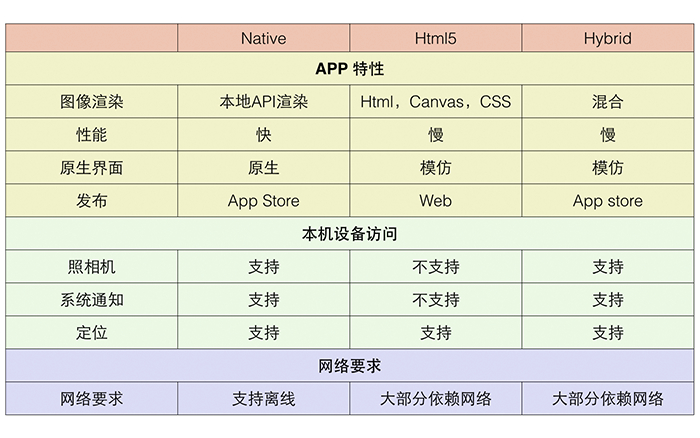 Native Html5 Hybrid
APP 特性
图像渲染 本地API渲染 Html，Canvas，CSS 混合
性能 快 慢 慢
原生界面 原生 模仿 模仿
发布 App Store Web App store
本机设备访问
照相机 支持 不支持 支持
系统通知 支持 不支持 支持
定位 支持 支持 支持
网络要求
网络要求 支持离线 大部分依赖网络 大部分依赖网络